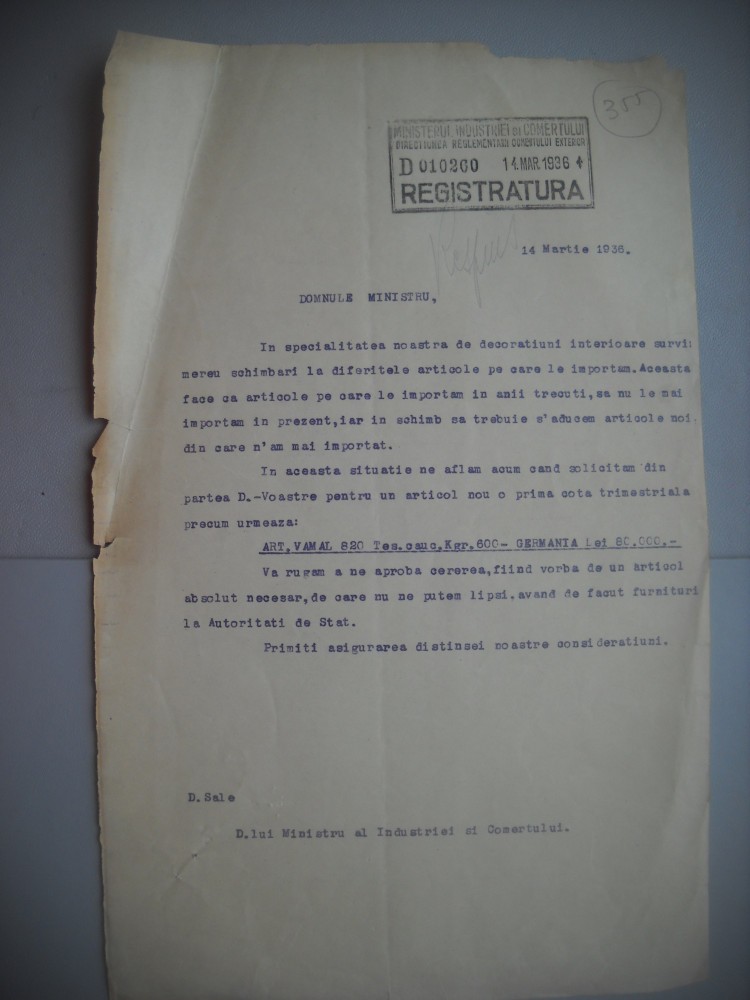 355
MINISTERUL INDUSTRIEI SI COMERTULUI
DIRECTIUNEA REGLEMENTARII COMERTULUI EXTERIOR
D 010260 14.MAR.1936
REGISTRATURA
14 Martie 1936.
DOMNULE MINISTRU,
In specialitatea noastra de decoratiuni interioare survi
mereu schimbari la diferitele articole pe care le importam.Aceasta
face ca articole pe care le importam in anii trecuti,sa nu le mai
importam in prezent,iar in schimb sa trebuie s'aducem articole noi
din care n'am mai importat.
In aceasta situatie ne aflam acum cand solicitam din
partea D.-Voastre pentru un articol nou o prima cota trimestriala
precum urmeaza:
ART,VAMAL 820 Tes.cauc,Kgr,600- GERMANIA Lei 80.000,-
Va rugam a ne aproba cererea,fiind vorba de un articol
absolut necesar,de care nu ne putem lipsi.avand de facut furnituri
la Autoritati de Stat.
Primiti asigurarea distinsei noastre consideratiuni.
D.Sale
D.lui Ministru al Industriei si Comertului.